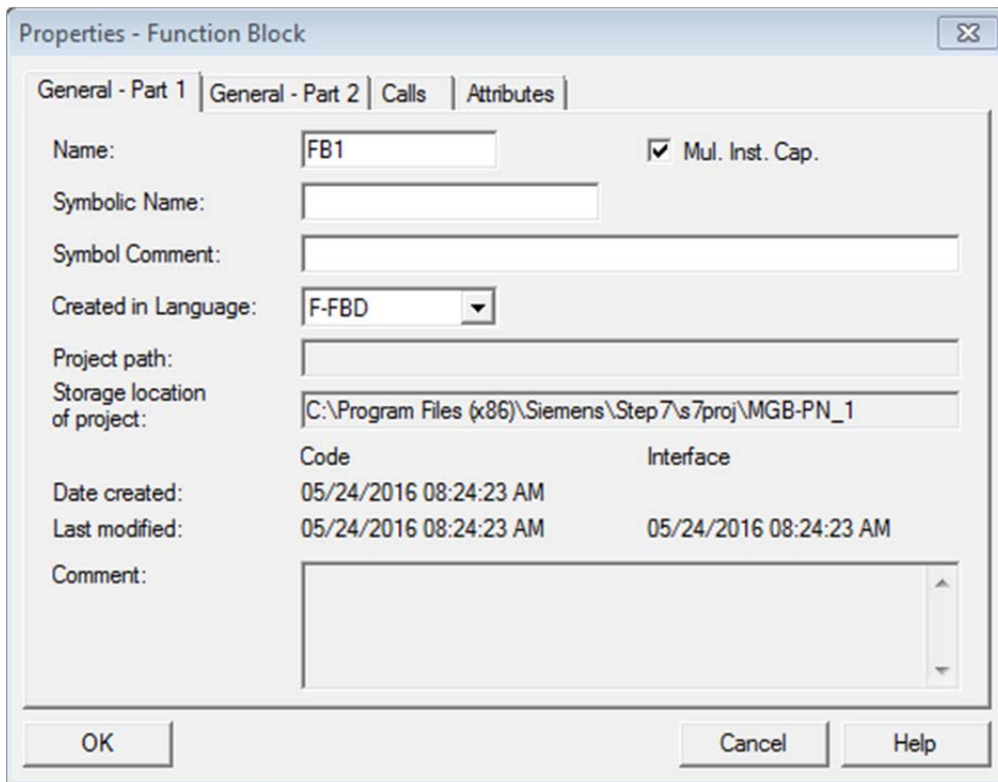 Properties - Function Block
General - Part 1 General - Part 2 Calls Attributes
Name: FB1 Mul. Inst. Cap.
Symbolic Name:
Symbol Comment:
Created in Language: F-FBD
Project path:
Storage location
of project: C:\Program Files (x86)\Siemens\Step7\s7proj\MGB-PN_1
Code Interface
Date created: 05/24/2016 08:24:23 AM
Last modified: 05/24/2016 08:24:23 AM 05/24/2016 08:24:23 AM
Comment:
OK Cancel Help